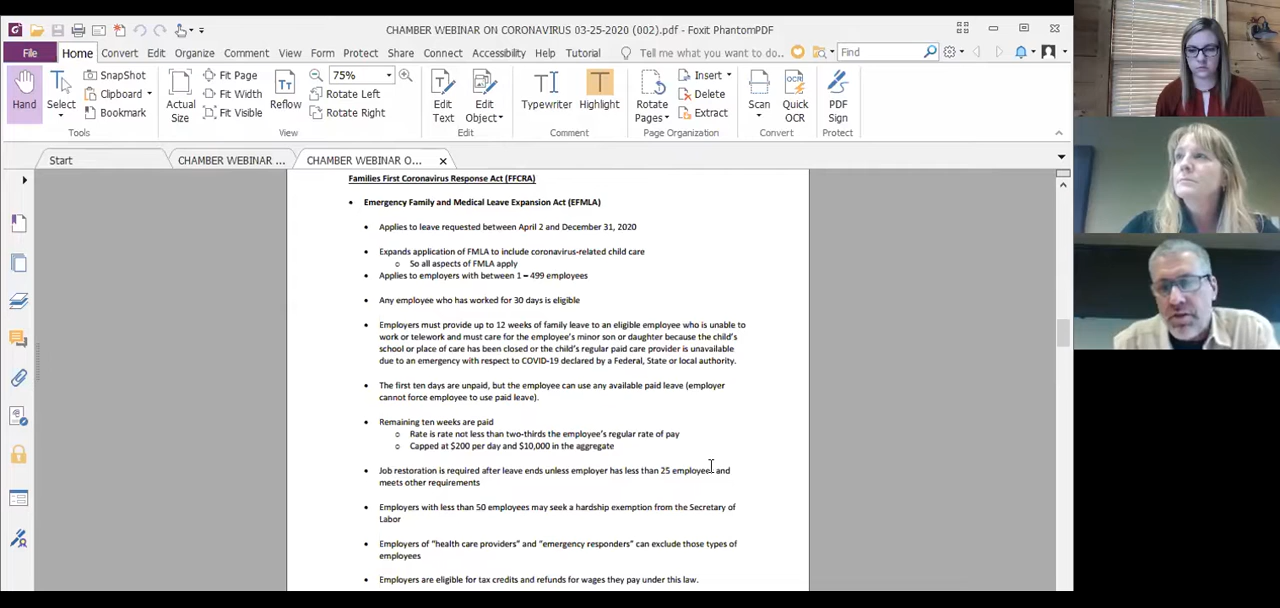 CHAMBER WEBINAR ON CORONAVIRUS 03-25-2020 (002).pdf - Foxit PhantomPDF
File Home Convert Edit Organize Comment View Form Protect Share Connect Accessibility Help Tutorial Tell me what you want to do... Find
Hand
Select
SnapShot
Clipboard
Bookmark
Tools
Actual Size
Fit Page
Fit Width
Fit Visible
Reflow
75%
Rotate Left
Rotate Right
View
Edit Text
Edit Object
Edit
Typewriter
Highlight
Comment
Rotate Pages
Insert
Delete
Extract
Page Organization
Scan
Quick OCR
Convert
PDF Sign
Protect
Start CHAMBER WEBINAR ... CHAMBER WEBINAR O...
Families First Coronavirus Response Act (FFCRA)
• Emergency Family and Medical Leave Expansion Act (EFMLA)
• Applies to leave requested between April 2 and December 31, 2020
• Expands application of FMLA to include coronavirus-related child care
o So all aspects of FMLA apply
• Applies to employers with between 1 – 499 employees
• Any employee who has worked for 30 days is eligible
• Employers must provide up to 12 weeks of family leave to an eligible employee who is unable to
work or telework and must care for the employee's minor son or daughter because the child's
school or place of care has been closed or the child's regular paid care provider is unavailable
due to an emergency with respect to COVID-19 declared by a Federal, State or local authority.
• The first ten days are unpaid, but the employee can use any available paid leave (employer
cannot force employee to use paid leave).
• Remaining ten weeks are paid
o Rate is rate not less than two-thirds the employee's regular rate of pay
o Capped at $200 per day and $10,000 in the aggregate
• Job restoration is required after leave ends unless employer has less than 25 employees and
meets other requirements
• Employers with less than 50 employees may seek a hardship exemption from the Secretary of
Labor
• Employers of "health care providers" and "emergency responders" can exclude those types of
employees
• Employers are eligible for tax credits and refunds for wages they pay under this law.